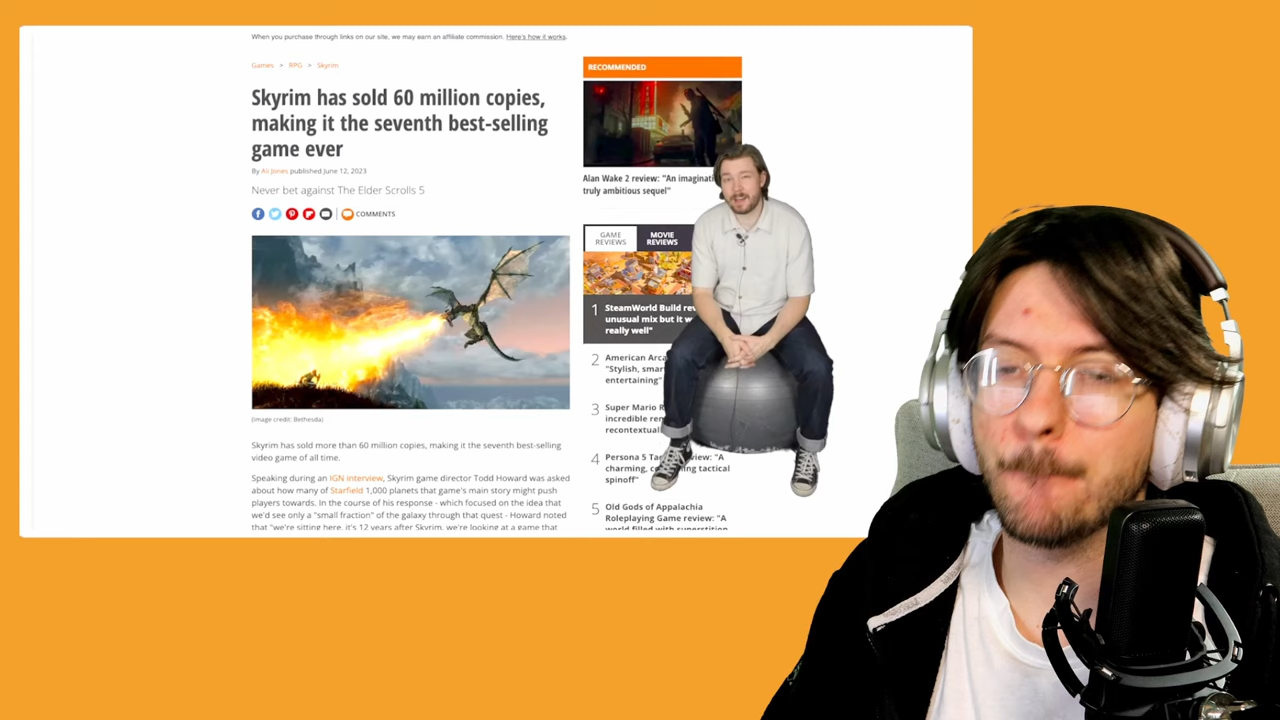 When you purchase through links on our site, we may earn an affiliate commission. Here's how it works.
Games > RPG > Skyrim
Skyrim has sold 60 million copies,
making it the seventh best-selling
game ever
By Ali Jones published June 12, 2023
Never bet against The Elder Scrolls 5
COMMENTS
(Image credit: Bethesda)
Skyrim has sold more than 60 million copies, making it the seventh best-selling
video game of all time.
Speaking during an IGN interview, Skyrim game director Todd Howard was asked
about how many of Starfield 1,000 planets that game's main story might push
players towards. In the course of his response - which focused on the idea that
we'd see only a "small fraction" of the galaxy through that quest - Howard noted
that "we're sitting here, it's 12 years after Skyrim, we're looking at a game that
RECOMMENDED
Alan Wake 2 review: "An
truly ambitious sequel"
GAME
REVIEWS
MOVIE
REVIEWS
1 SteamWorld Build
unusual mix but it
really well"
2 American
"Stylish,
entertaining"
3 Super Mario
incredible
4 Persona 5
charming, tactical
spinoff"
5 Old Gods of Appalachia
Roleplaying Game review: "A
world filled with superstition